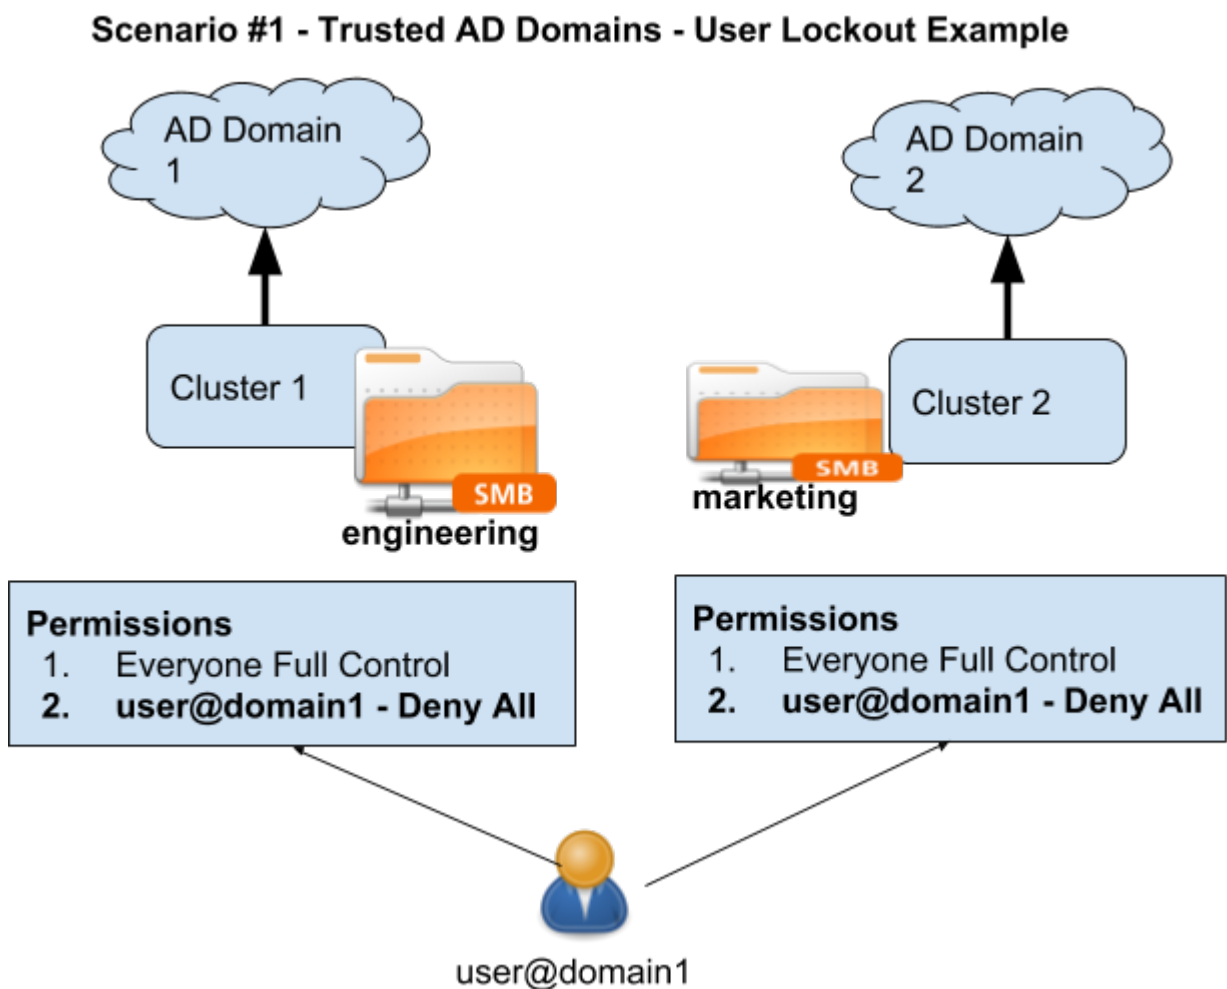 Scenario #1 - Trusted AD Domains - User Lockout Example
AD Domain
1
AD Domain
2
Cluster 1
Cluster 2
SMB
SMB
engineering
marketing
Permissions
1. Everyone Full Control
2. user@domain1 - Deny All
Permissions
1. Everyone Full Control
2. user@domain1 - Deny All
user@domain1